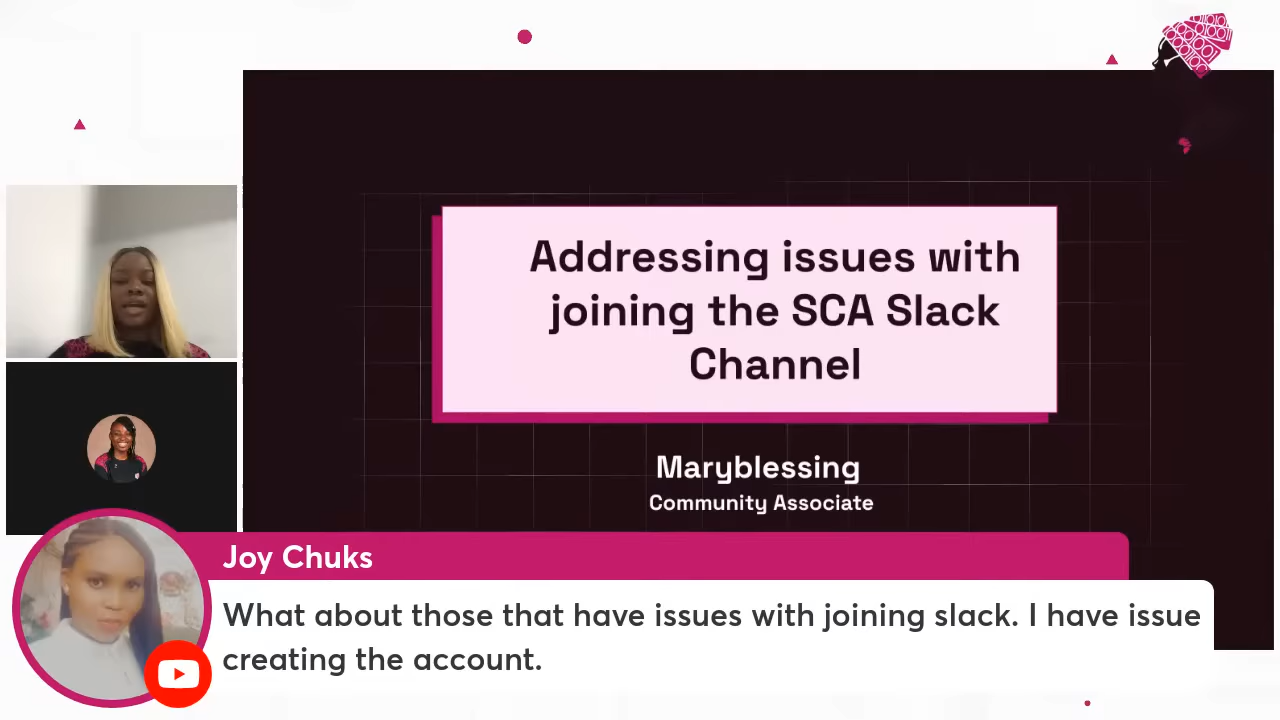 Addressing issues with
joining the SCA Slack
Channel
Maryblessing
Community Associate
Joy Chuks
What about those that have issues with joining slack. I have issue
creating the account.